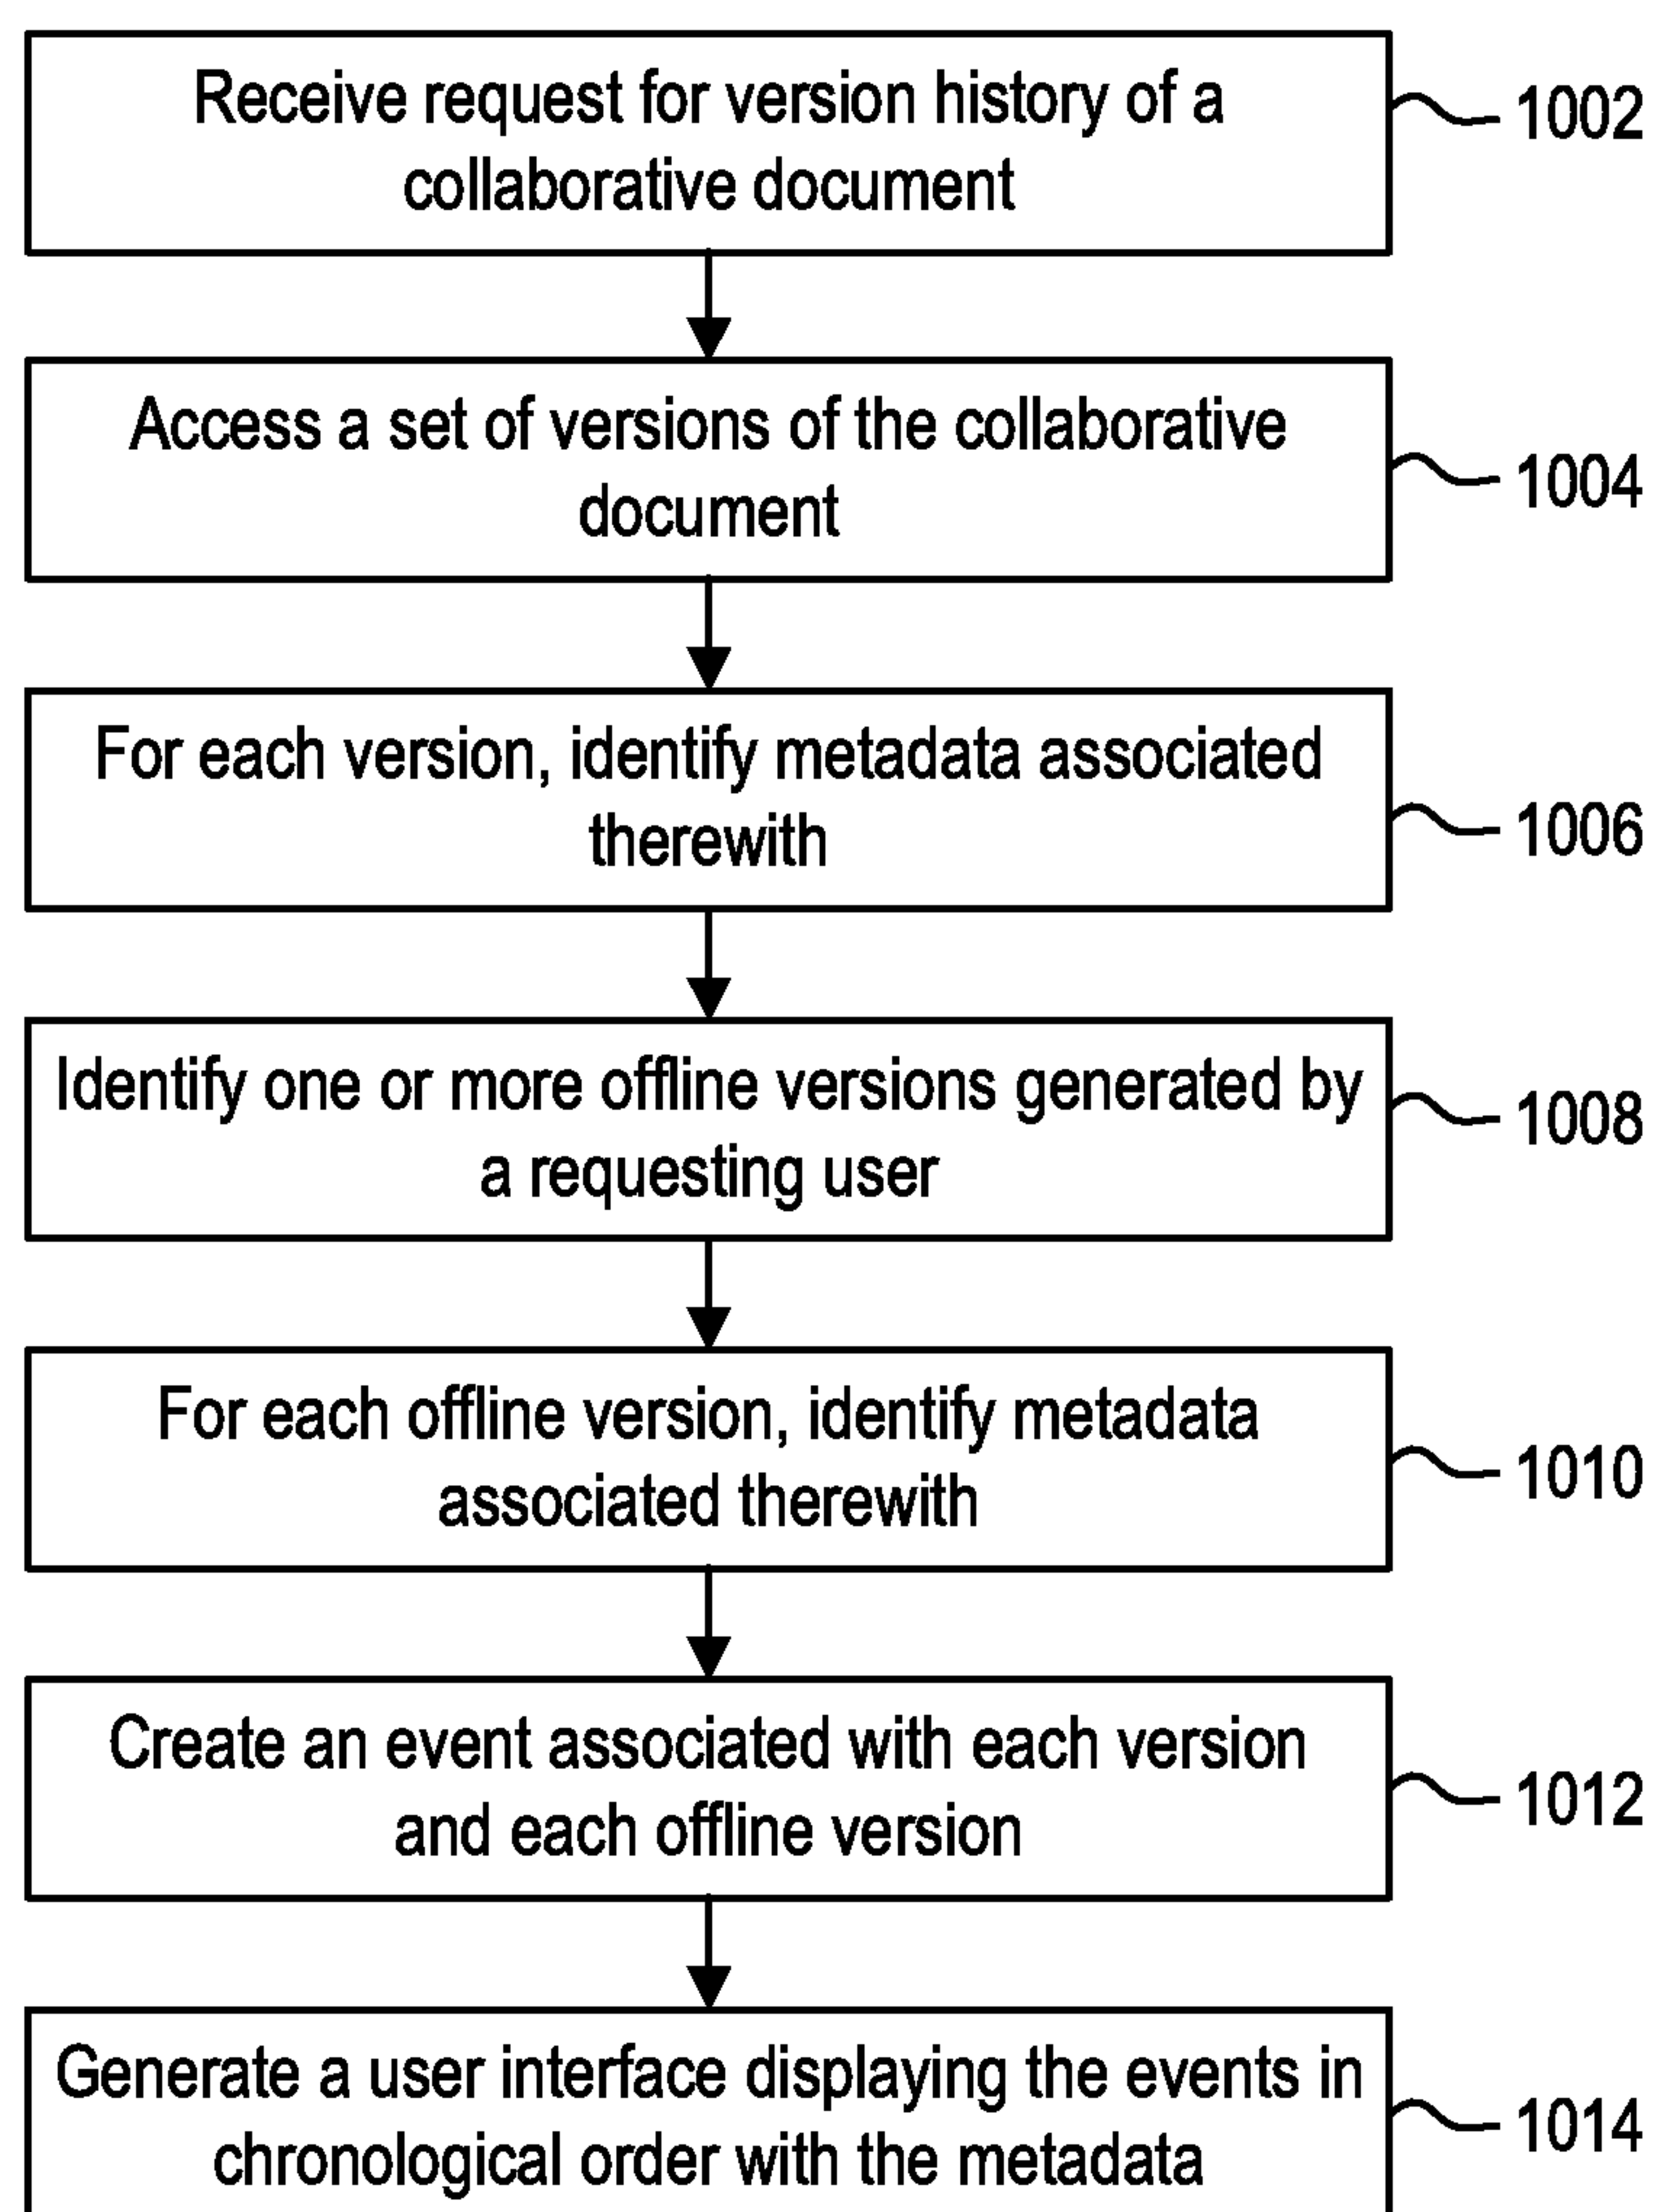 Receive request for version history of a
collaborative document
1002
Access a set of versions of the collaborative
document
1004
For each version, identify metadata associated
therewith
1006
Identify one or more offline versions generated by
a requesting user
1008
For each offline version, identify metadata
associated therewith
1010
Create an event associated with each version
and each offline version
1012
Generate a user interface displaying the events in
chronological order with the metadata
1014